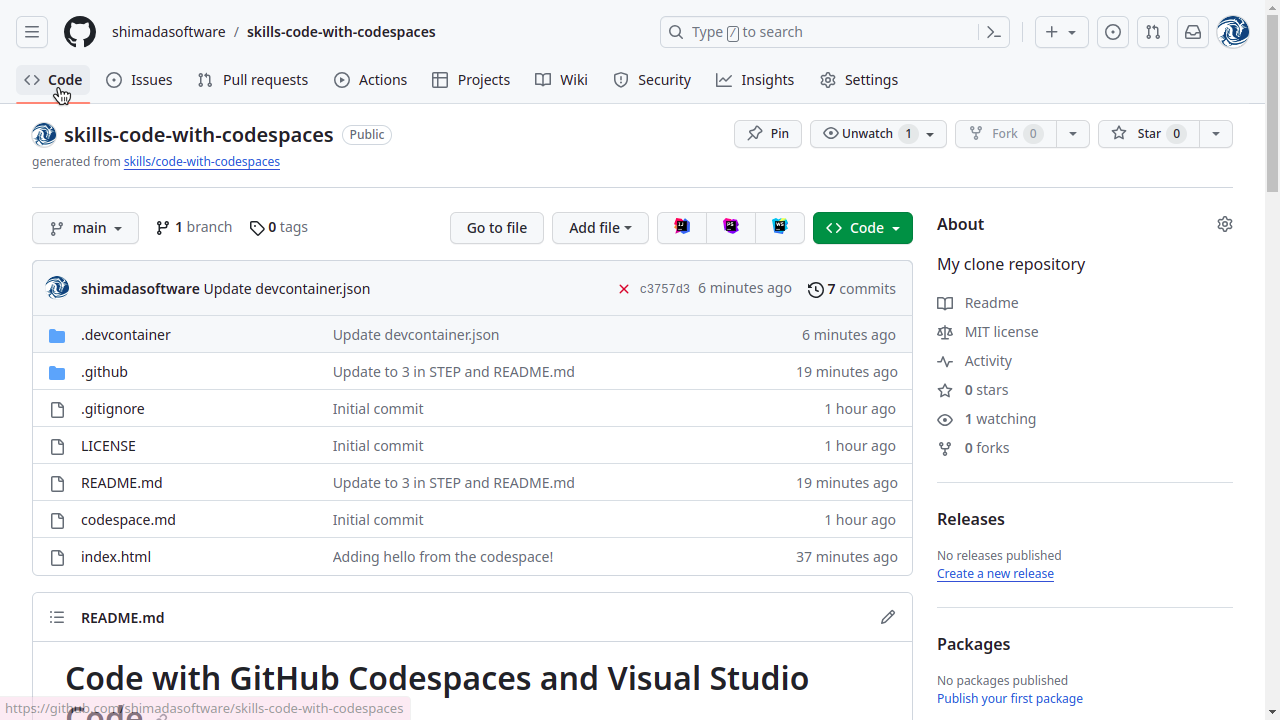 shimadasoftware / skills-code-with-codespaces
Type / to search
Code Issues Pull requests Actions Projects Wiki Security Insights Settings
skills-code-with-codespaces Public
Pin Unwatch 1 Fork 0 Star 0
generated from skills/code-with-codespaces
main 1 branch 0 tags Go to file Add file Code
shimadasoftware Update devcontainer.json c3757d3 6 minutes ago 7 commits
.devcontainer Update devcontainer.json 6 minutes ago
.github Update to 3 in STEP and README.md 19 minutes ago
.gitignore Initial commit 1 hour ago
LICENSE Initial commit 1 hour ago
README.md Update to 3 in STEP and README.md 19 minutes ago
codespace.md Initial commit 1 hour ago
index.html Adding hello from the codespace! 37 minutes ago
README.md
Code with GitHub Codespaces and Visual Studio
Code
About
My clone repository
Readme
MIT license
Activity
0 stars
1 watching
0 forks
Releases
No releases published
Create a new release
Packages
No packages published
Publish your first package
https://github.com/shimadasoftware/skills-code-with-codespaces